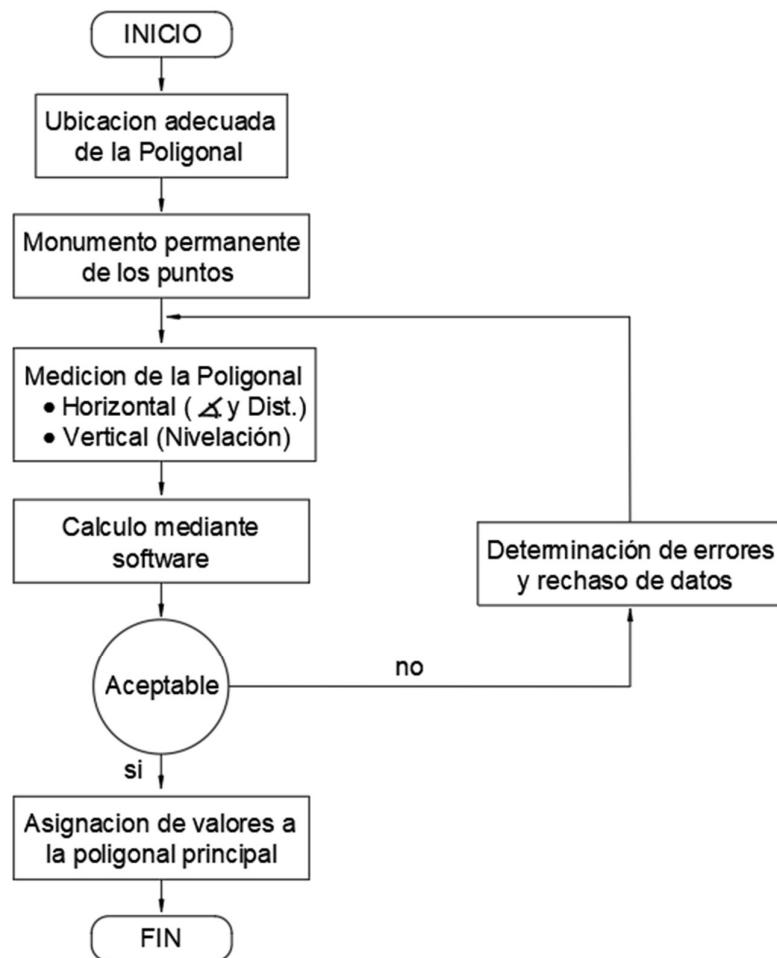 INICIO
Ubicacion adecuada
de la Poligonal
Monumento permanente
de los puntos
Medicion de la Poligonal
● Horizontal (∡ y Dist.)
● Vertical (Nivelación)
Calculo mediante
software
Determinación de errores
y rechaso de datos
Aceptable
no
si
Asignacion de valores a
la poligonal principal
FIN